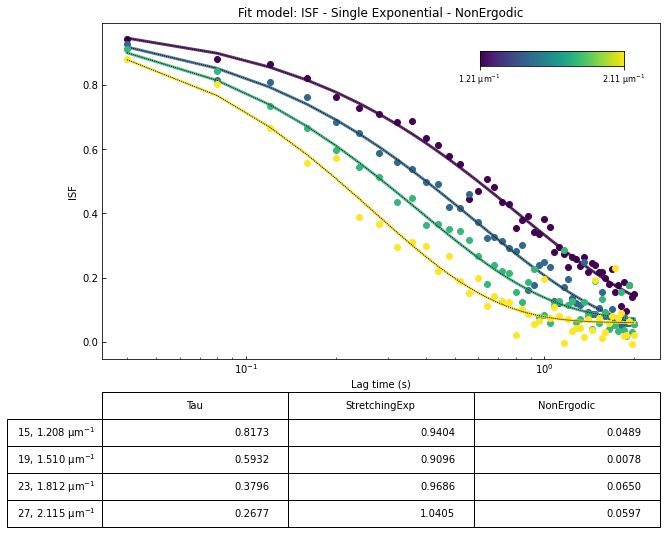 Fit model: ISF - Single Exponential - NonErgodic
0.8
0.6
0.4
0.2
0.0
ISF
1.21 μm⁻¹ 2.11 μm⁻¹
10⁻¹ 10⁰
Lag time (s)
Tau StretchingExp NonErgodic
15, 1.208 μm⁻¹ 0.8173 0.9404 0.0489
19, 1.510 μm⁻¹ 0.5932 0.9096 0.0078
23, 1.812 μm⁻¹ 0.3796 0.9686 0.0650
27, 2.115 μm⁻¹ 0.2677 1.0405 0.0597